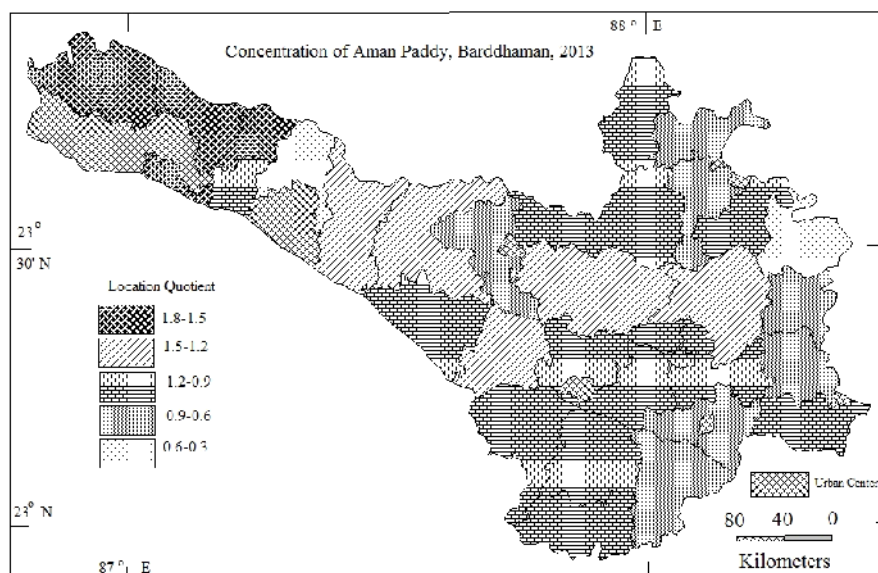 88 ° E
Concentration of Aman Paddy, Barddhaman, 2013
23°
30' N
Location Quotient
1.8-1.5
1.5-1.2
1.2-0.9
0.9-0.6
0.6-0.3
Urban Center
23° N
80 40 0
Kilometers
87 ° E